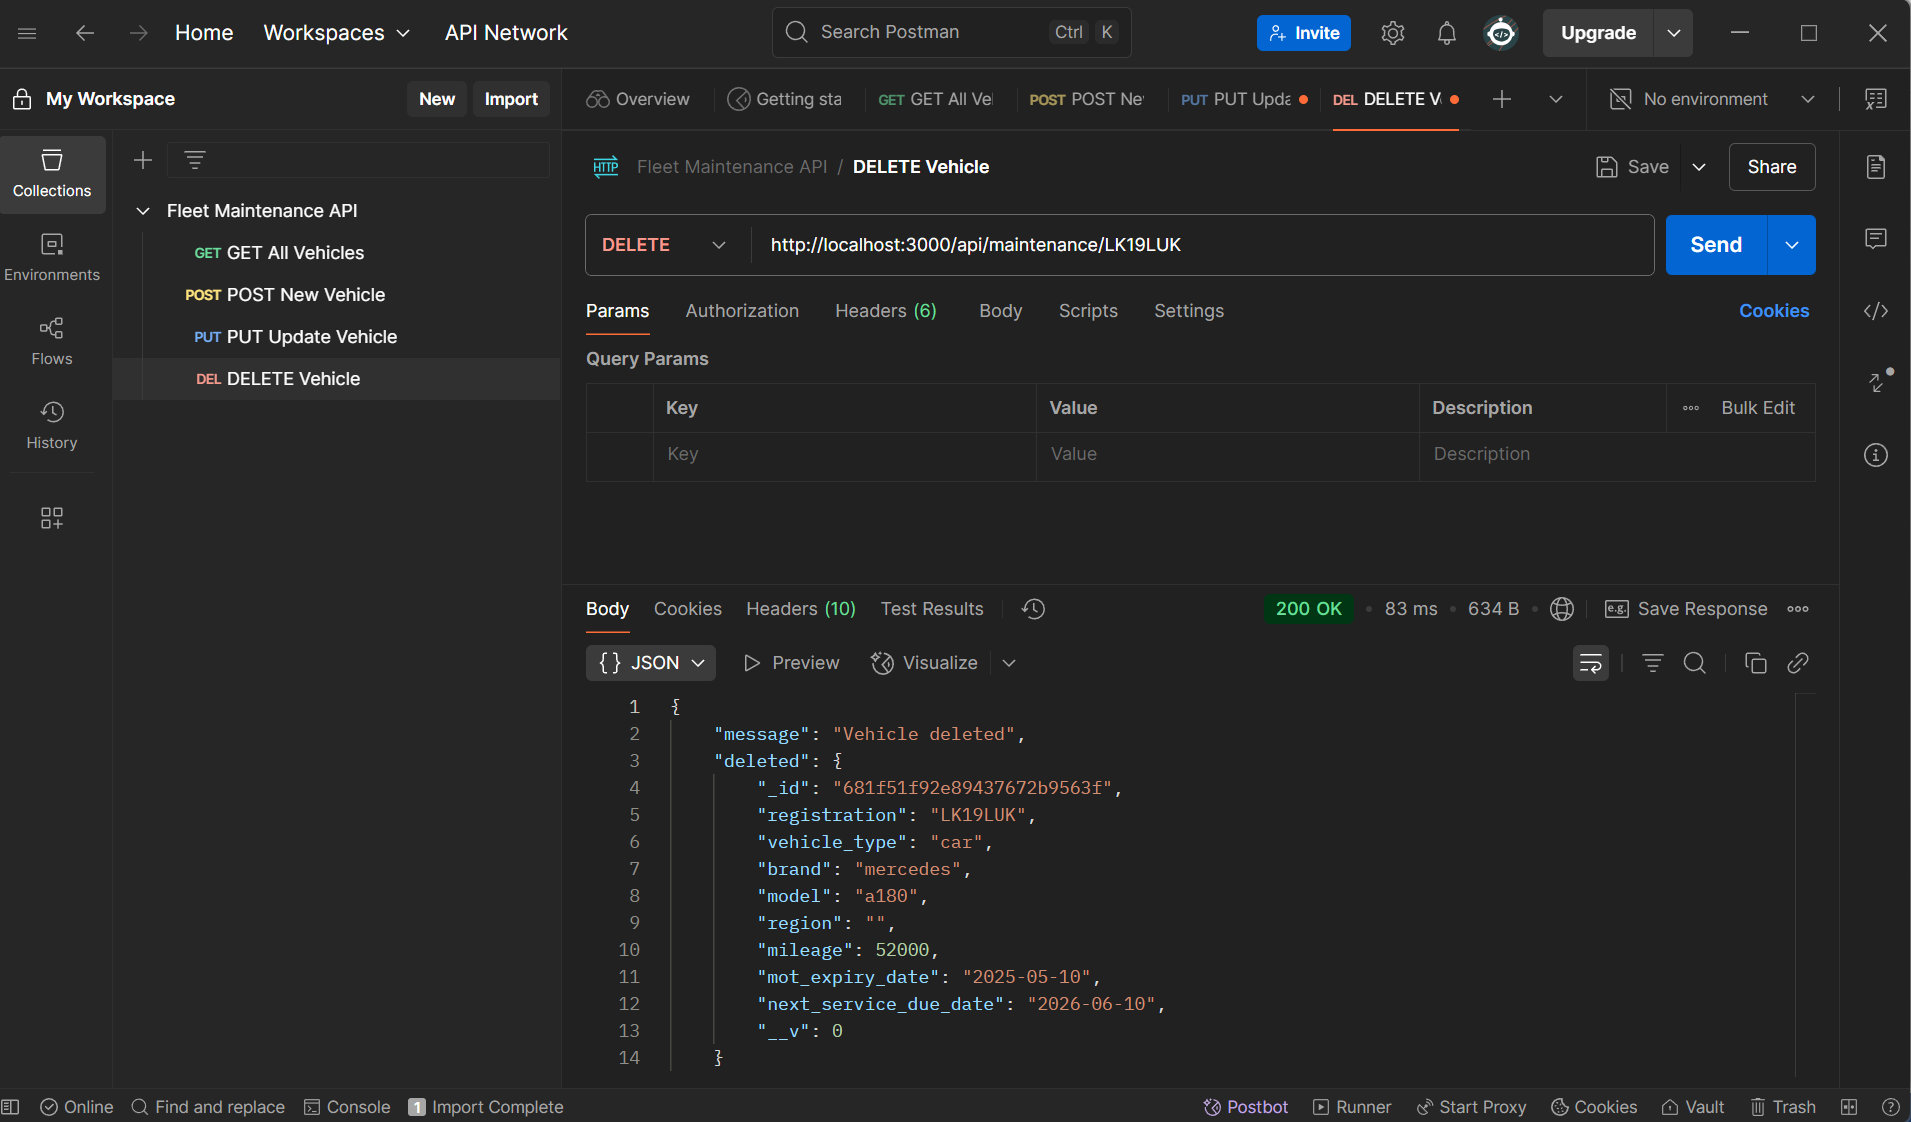 Home Workspaces API Network Search Postman Ctrl K Invite Upgrade
My Workspace New Import
Overview Getting sta GET GET All Ve POST POST Ne PUT PUT Upda DEL DELETE V No environment
Collections
Environments
Flows
History
Fleet Maintenance API
GET GET All Vehicles
POST POST New Vehicle
PUT PUT Update Vehicle
DEL DELETE Vehicle
HTTP Fleet Maintenance API / DELETE Vehicle Save Share
DELETE http://localhost:3000/api/maintenance/LK19LUK Send
Params Authorization Headers (6) Body Scripts Settings Cookies
Query Params
Key Value Description Bulk Edit
Key Value Description
Body Cookies Headers (10) Test Results 200 OK • 83 ms • 634 B • e.g. Save Response
{} JSON Preview Visualize
1 {
2 "message": "Vehicle deleted",
3 "deleted": {
4 "_id": "681f51f92e89437672b9563f",
5 "registration": "LK19LUK",
6 "vehicle_type": "car",
7 "brand": "mercedes",
8 "model": "a180",
9 "region": "",
10 "mileage": 52000,
11 "mot_expiry_date": "2025-05-10",
12 "next_service_due_date": "2026-06-10",
13 "__v": 0
14 }
Online Find and replace Console 1 Import Complete Postbot Runner Start Proxy Cookies Vault Trash